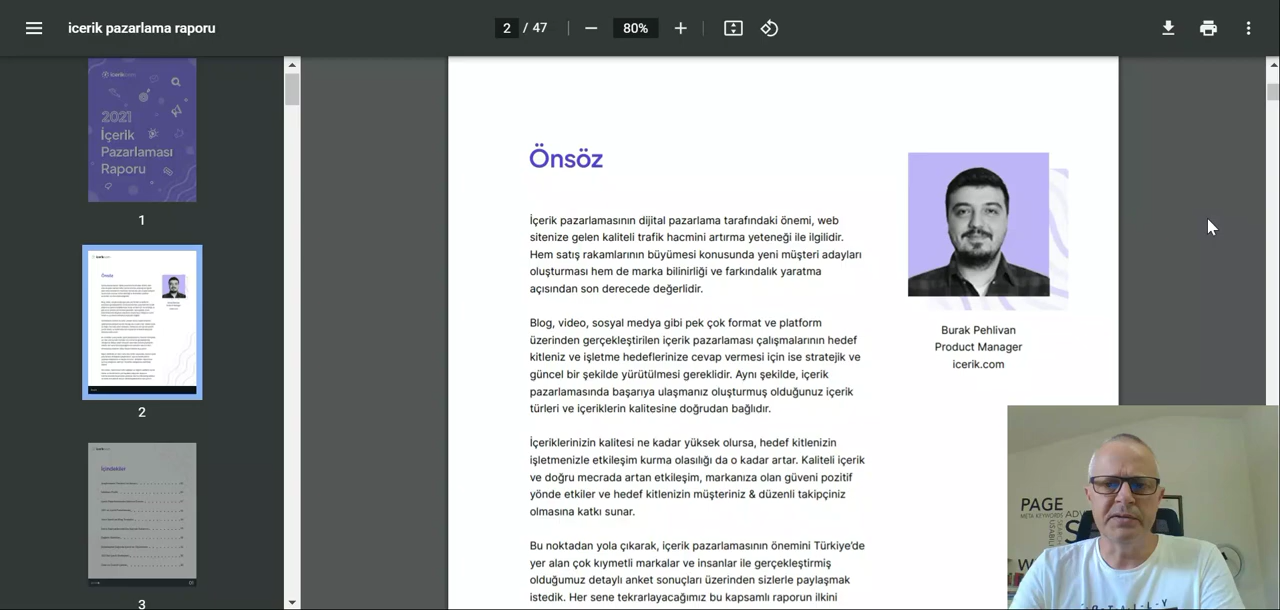 icerik pazarlama raporu
2 / 47
80%
2021
İçerik
Pazarlaması
Raporu
1
Önsöz
2
İçindekiler
3
Önsöz
İçerik pazarlamasının dijital pazarlama tarafındaki önemi, web
sitenize gelen kaliteli trafik hacmini artırma yeteneği ile ilgilidir.
Hem satış rakamlarının büyümesi konusunda yeni müşteri adayları
oluşturması hem de marka bilinirliği ve farkındalık yaratma
açısından son derecede değerlidir.
Blog, video, sosyal medya gibi pek çok format ve platform
üzerinden gerçekleştirilen içerik pazarlaması çalışmalarının hedef
kitleniz ve işletme hedeflerinize cevap vermesi için ise stratejik ve
güncel bir şekilde yürütülmesi gereklidir. Aynı şekilde, içerik
pazarlamasında başarıya ulaşmanız oluşturmuş olduğunuz içerik
türleri ve içeriklerin kalitesine doğrudan bağlıdır.
İçeriklerinizin kalitesi ne kadar yüksek olursa, hedef kitlenizin
işletmenizle etkileşim kurma olasılığı da o kadar artar. Kaliteli içerik
ve doğru mecrada artan etkileşim, markanıza olan güveni pozitif
yönde etkiler ve hedef kitlenizin müşteriniz & düzenli takipçiniz
olmasına katkı sunar.
Bu noktadan yola çıkarak, içerik pazarlamasının önemini Türkiye'de
yer alan çok kıymetli markalar ve insanlar ile gerçekleştirmiş
olduğumuz detaylı anket sonuçları üzerinden sizlerle paylaşmak
istedik. Her sene tekrarlayacağımız bu kapsamlı raporun ilkini
Burak Pehlivan
Product Manager
icerik.com
PAGE
META KEYWORDS